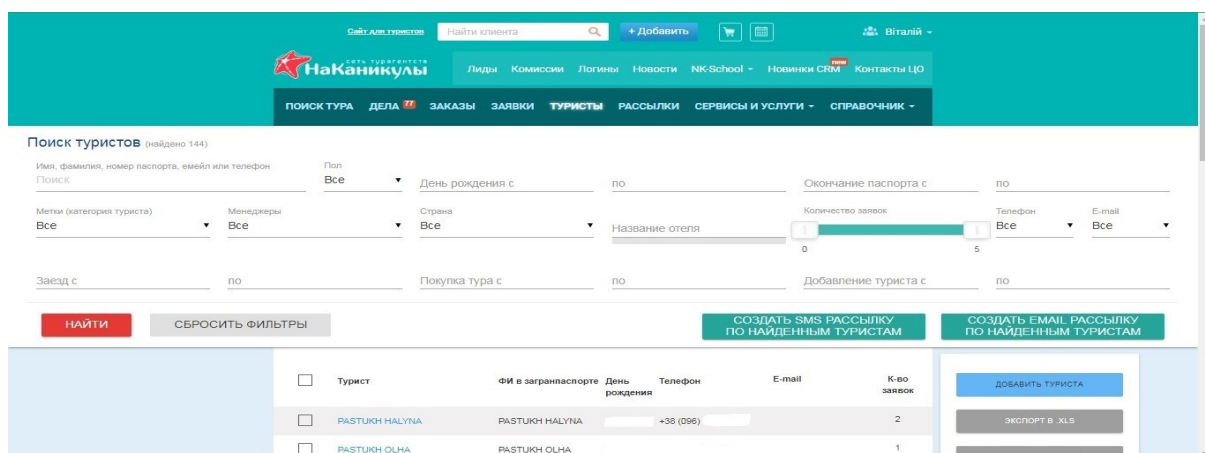 Сайт для туристов Найти клиента + Добавить Віталій
сеть турагентств
НаКаникулы Лиды Комиссии Логины Новости NK-School Новинки CRM new Контакты ЦО
ПОИСК ТУРА ДЕЛА 77 ЗАКАЗЫ ЗАЯВКИ ТУРИСТЫ РАССЫЛКИ СЕРВИСЫ И УСЛУГИ СПРАВОЧНИК
Поиск туристов (найдено 144)
Имя, фамилия, номер паспорта, емейл или телефон Пол
Поиск Все День рождения с по Окончание паспорта с по
Метки (категория туриста) Менеджеры Страна Количество заявок Телефон E-mail
Все Все Все Название отеля Все Все
0 5
Заезд с по Покупка тура с по Добавление туриста с по
НАЙТИ СБРОСИТЬ ФИЛЬТРЫ СОЗДАТЬ SMS РАССЫЛКУ СОЗДАТЬ EMAIL РАССЫЛКУ
ПО НАЙДЕННЫМ ТУРИСТАМ ПО НАЙДЕННЫМ ТУРИСТАМ
Турист ФИ в загранпаспорте День Телефон E-mail К-во
рождения заявок
ДОБАВИТЬ ТУРИСТА
PASTUKH HALYNA PASTUKH HALYNA +38 (096) 2 ЭКСПОРТ В .XLS
PASTUKH OLHA PASTUKH OLHA 1